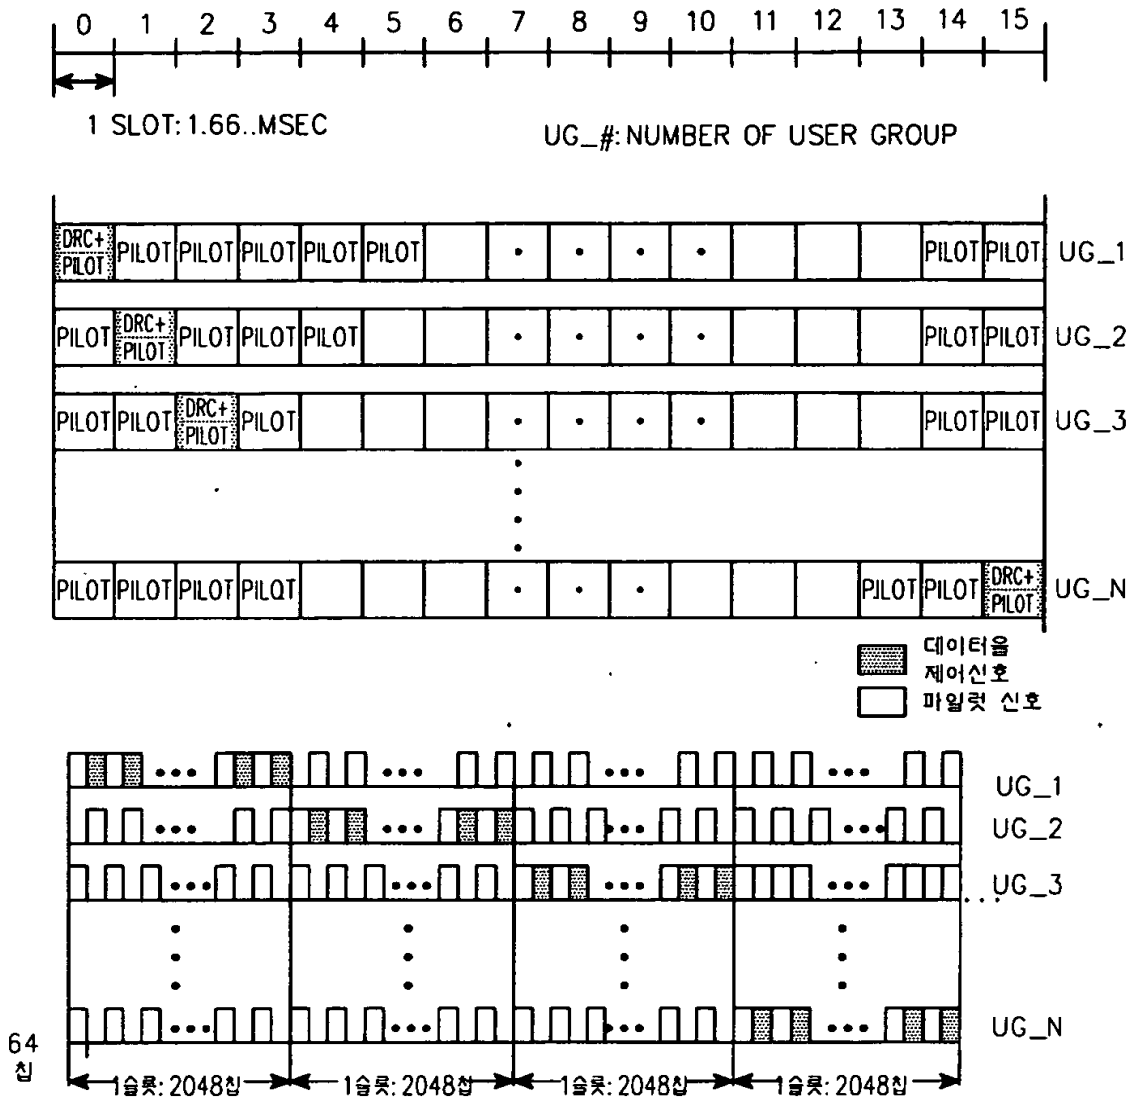 0 1 2 3 4 5 6 7 8 9 10 11 12 13 14 15
1 SLOT: 1.66..MSEC
UG_#: NUMBER OF USER GROUP
DRC+ PILOT PILOT PILOT PILOT PILOT PILOT • • • • PILOT PILOT UG_1
PILOT DRC+ PILOT PILOT PILOT PILOT • • • • PILOT PILOT UG_2
PILOT PILOT DRC+ PILOT PILOT • • • • PILOT PILOT UG_3
PILOT PILOT PILOT PILOT • • • PILOT PILOT DRC+ PILOT UG_N
데이터율
제어신호
파일럿 신호
••• ••• ••• ••• UG_1
••• ••• ••• ••• UG_2
••• ••• ••• ••• UG_3 ...
••• ••• ••• ••• UG_N
64
칩
1슬롯: 2048칩 1슬롯: 2048칩 1슬롯: 2048칩 1슬롯: 2048칩